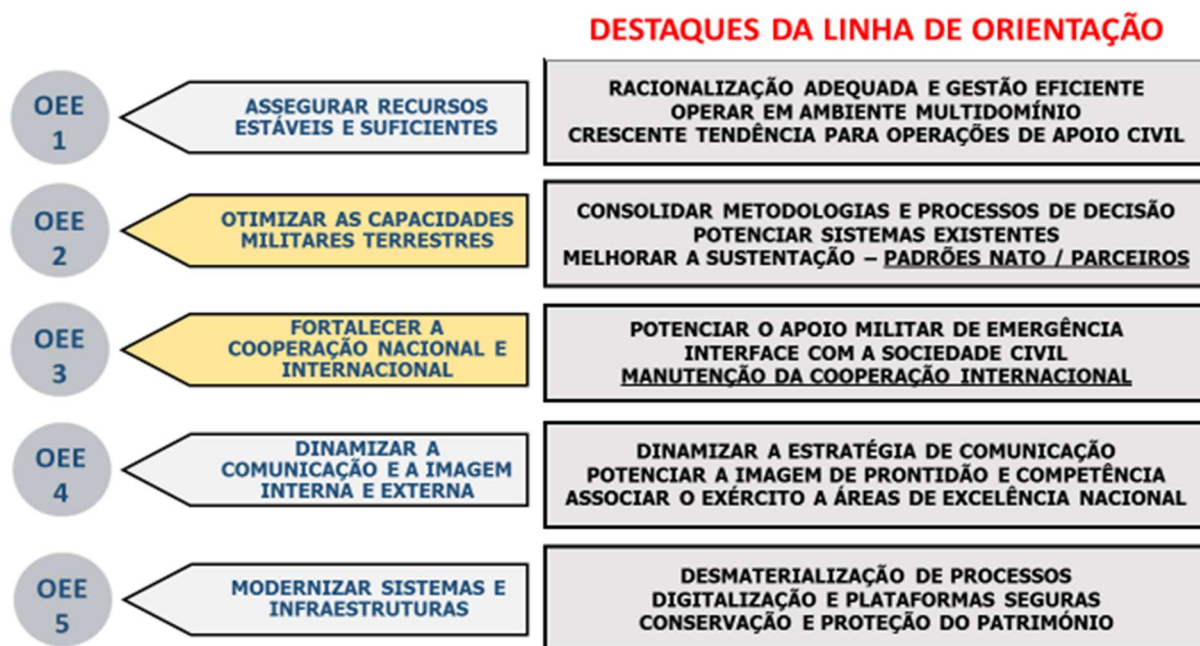 DESTAQUES DA LINHA DE ORIENTAÇÃO
OEE
1
ASSEGURAR RECURSOS
ESTÁVEIS E SUFICIENTES
RACIONALIZAÇÃO ADEQUADA E GESTÃO EFICIENTE
OPERAR EM AMBIENTE MULTIDOMÍNIO
CRESCENTE TENDÊNCIA PARA OPERAÇÕES DE APOIO CIVIL
OEE
2
OTIMIZAR AS CAPACIDADES
MILITARES TERRESTRES
CONSOLIDAR METODOLOGIAS E PROCESSOS DE DECISÃO
POTENCIAR SISTEMAS EXISTENTES
MELHORAR A SUSTENTAÇÃO – PADRÕES NATO / PARCEIROS
OEE
3
FORTALECER A
COOPERAÇÃO NACIONAL E
INTERNACIONAL
POTENCIAR O APOIO MILITAR DE EMERGÊNCIA
INTERFACE COM A SOCIEDADE CIVIL
MANUTENÇÃO DA COOPERAÇÃO INTERNACIONAL
OEE
4
DINAMIZAR A
COMUNICAÇÃO E A IMAGEM
INTERNA E EXTERNA
DINAMIZAR A ESTRATÉGIA DE COMUNICAÇÃO
POTENCIAR A IMAGEM DE PRONTIDÃO E COMPETÊNCIA
ASSOCIAR O EXÉRCITO A ÁREAS DE EXCELÊNCIA NACIONAL
OEE
5
MODERNIZAR SISTEMAS E
INFRAESTRUTURAS
DESMATERIALIZAÇÃO DE PROCESSOS
DIGITALIZAÇÃO E PLATAFORMAS SEGURAS
CONSERVAÇÃO E PROTEÇÃO DO PATRIMÓNIO